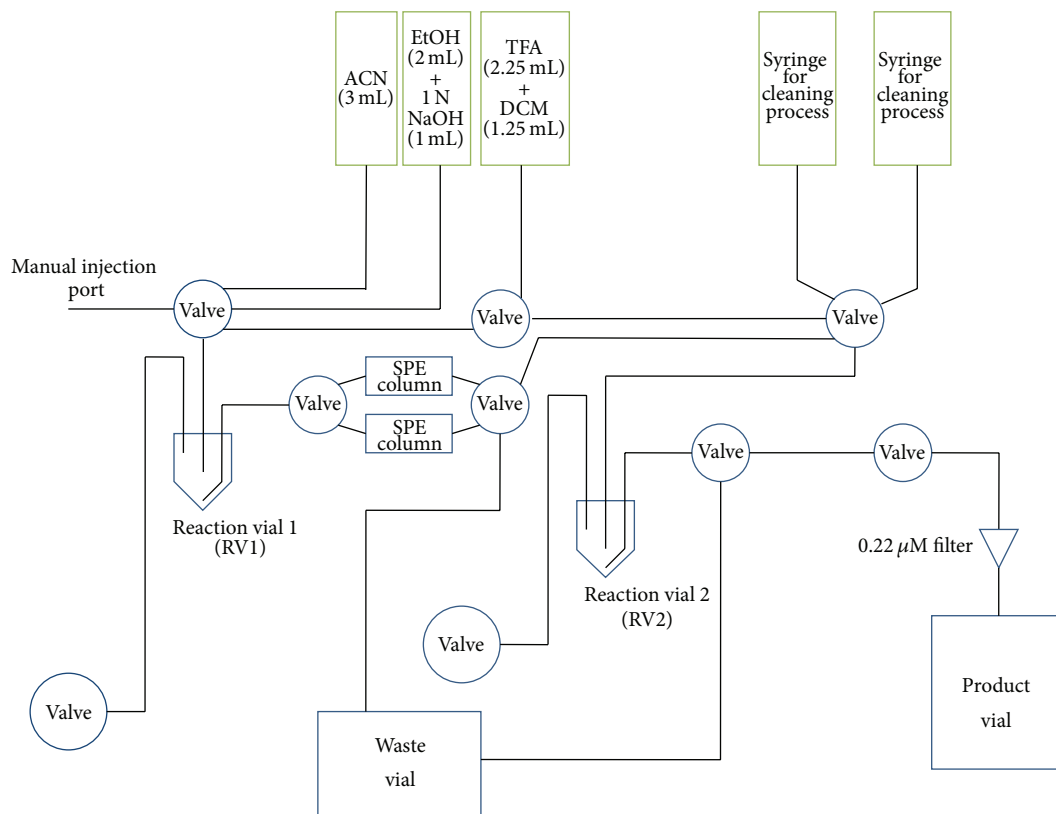 ACN
(3 mL)
EtOH
(2 mL)
+
1 N
NaOH
(1 mL)
TFA
(2.25 mL)
+
DCM
(1.25 mL)
Syringe
for
cleaning
process
Syringe
for
cleaning
process
Manual injection
port
Valve
Valve
Valve
Valve
SPE
column
SPE
column
Valve
Valve
Valve
Reaction vial 1
(RV1)
0.22 μM filter
Reaction vial 2
(RV2)
Valve
Valve
Waste
vial
Product
vial